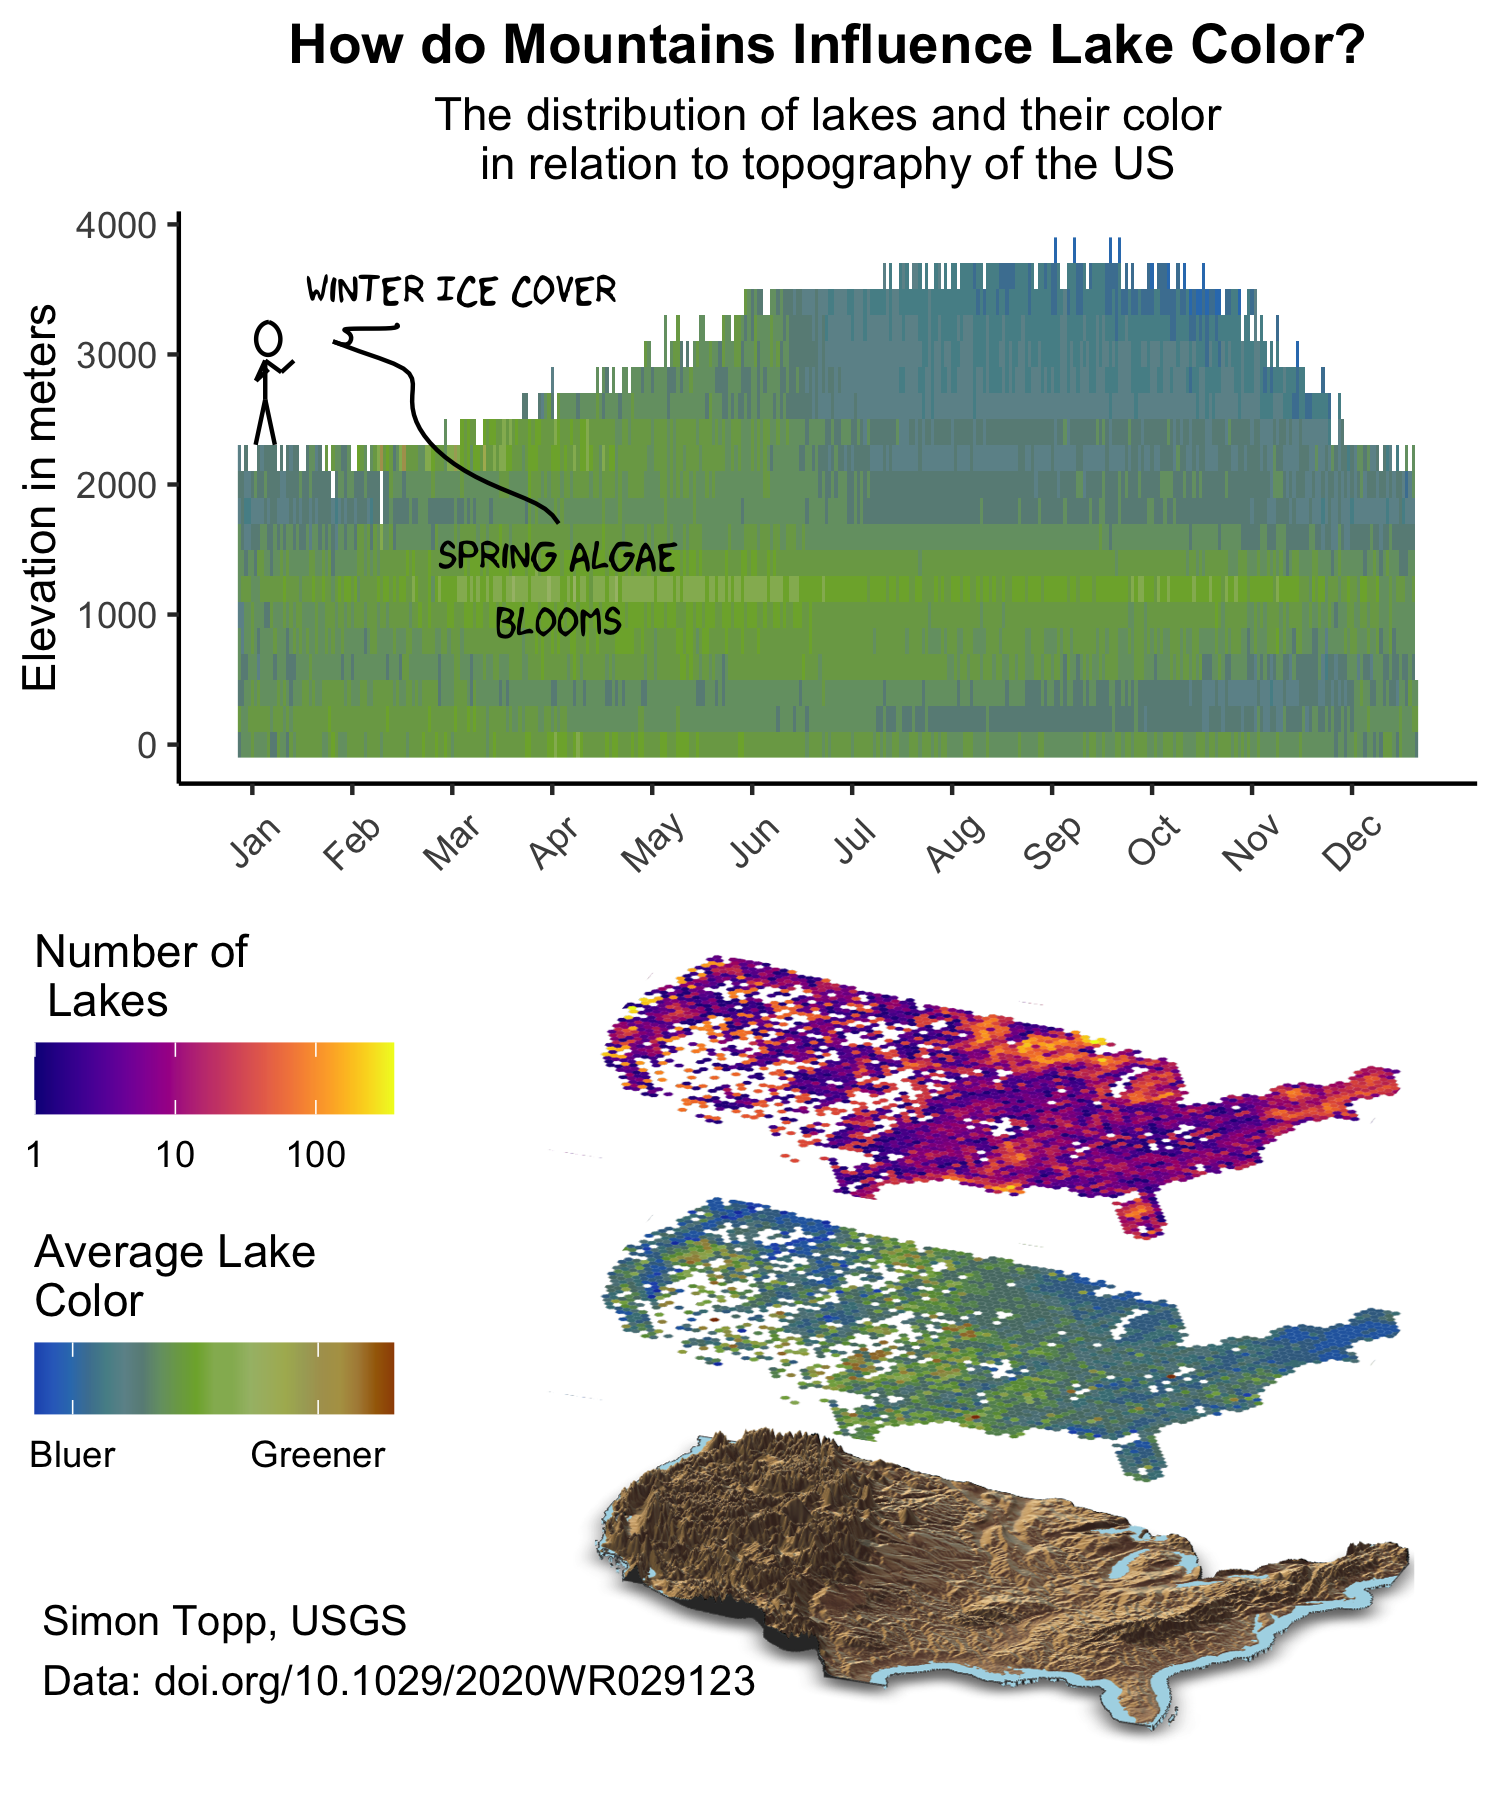 How do Mountains Influence Lake Color?
The distribution of lakes and their color
in relation to topography of the US
Elevation in meters
4000
3000
2000
1000
0
WINTER ICE COVER
SPRING ALGAE
BLOOMS
Jan
Feb
Mar
Apr
May
Jun
Jul
Aug
Sep
Oct
Nov
Dec
Number of
Lakes
1 10 100
Average Lake
Color
Bluer Greener
Simon Topp, USGS
Data: doi.org/10.1029/2020WR029123